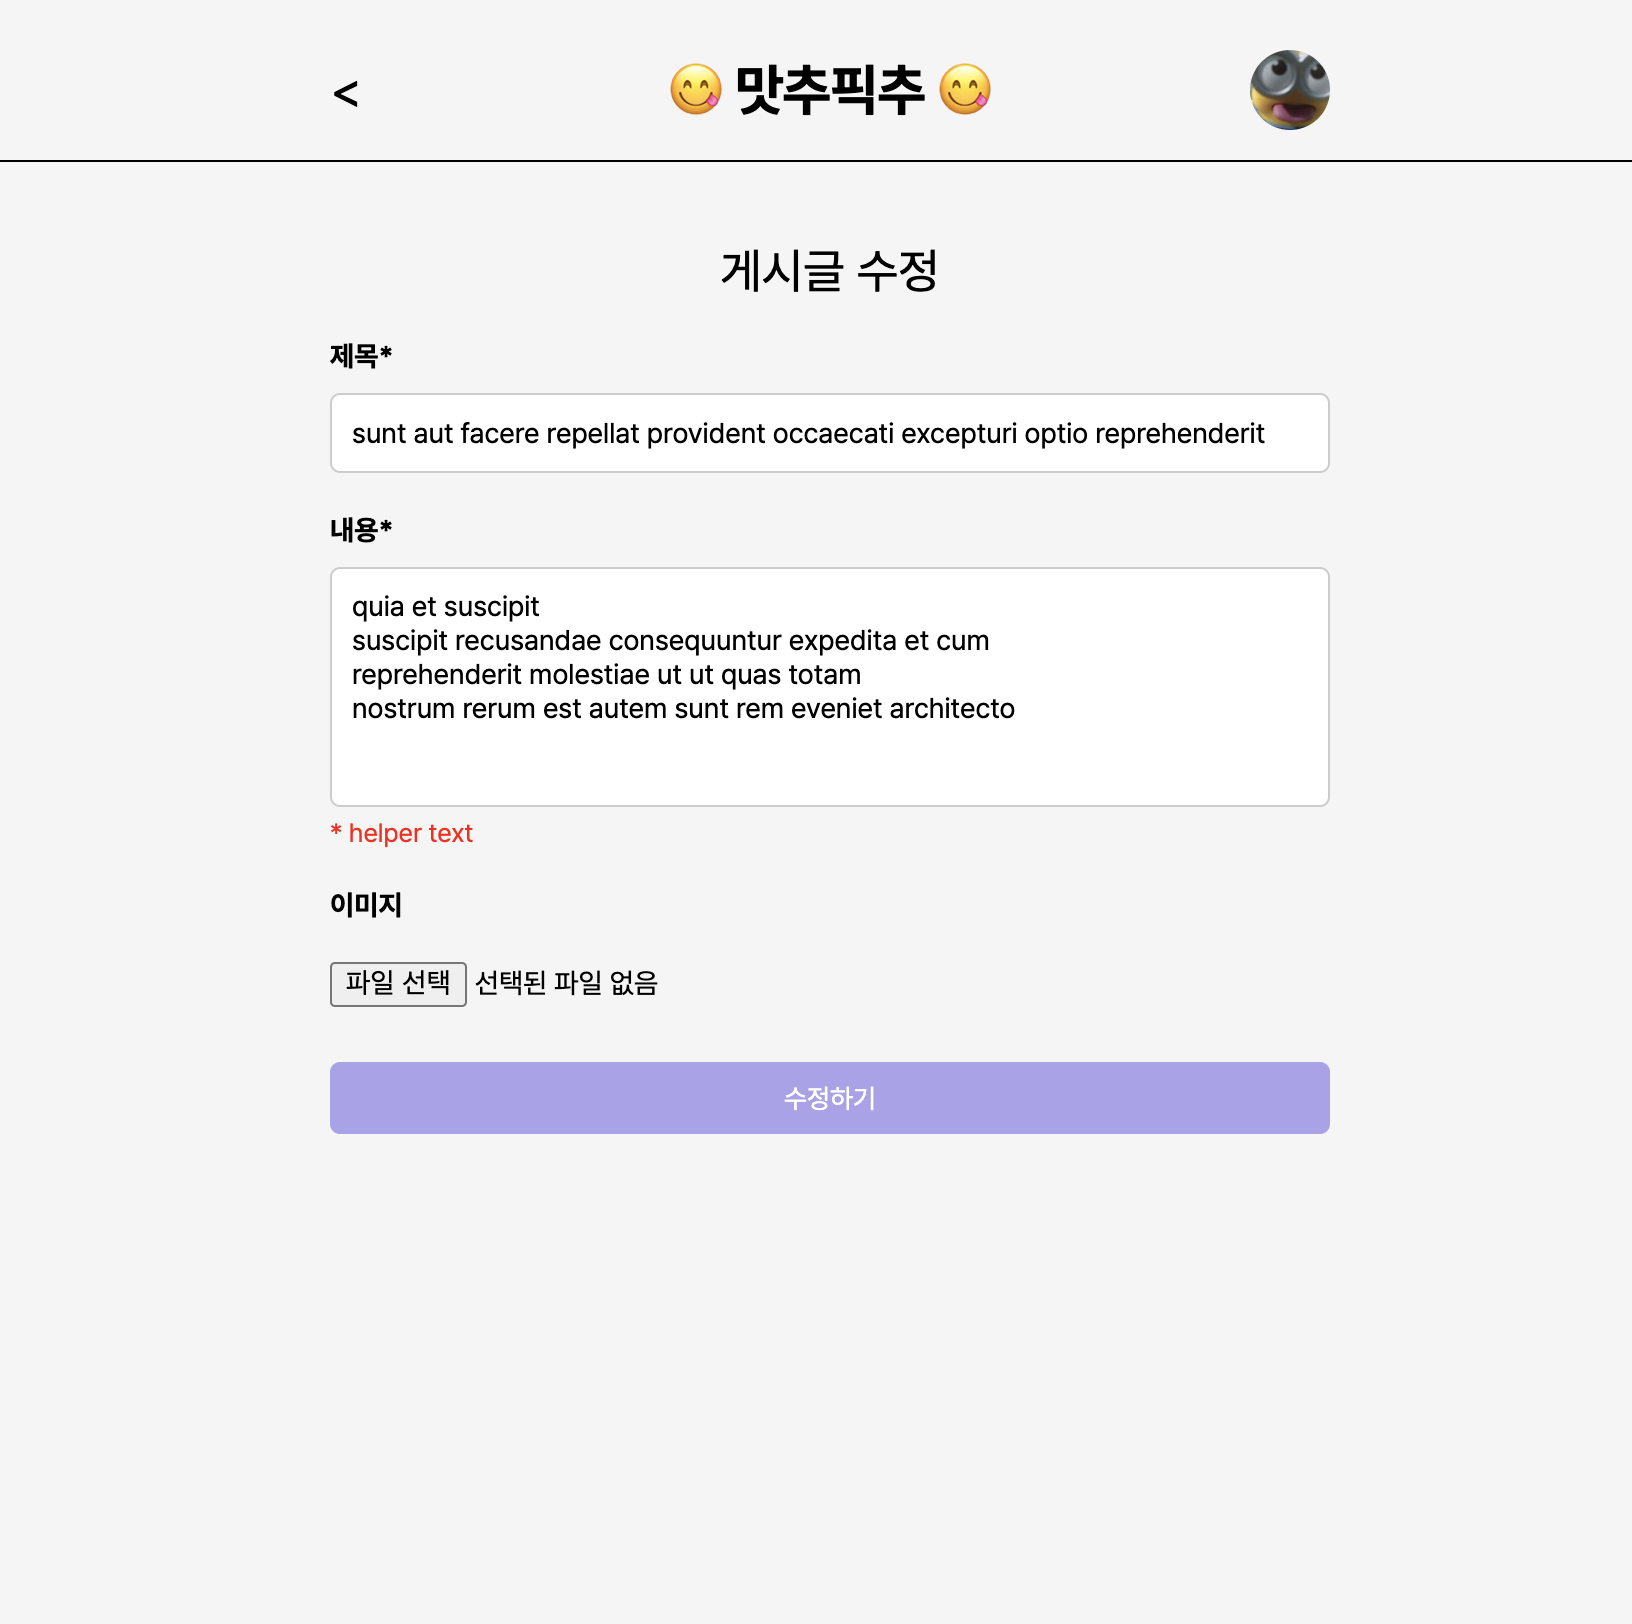 <
😋 맛추픽추 😋
게시글 수정
제목*
sunt aut facere repellat provident occaecati excepturi optio reprehenderit
내용*
quia et suscipit
suscipit recusandae consequuntur expedita et cum
reprehenderit molestiae ut ut quas totam
nostrum rerum est autem sunt rem eveniet architecto
* helper text
이미지
파일 선택 선택된 파일 없음
수정하기